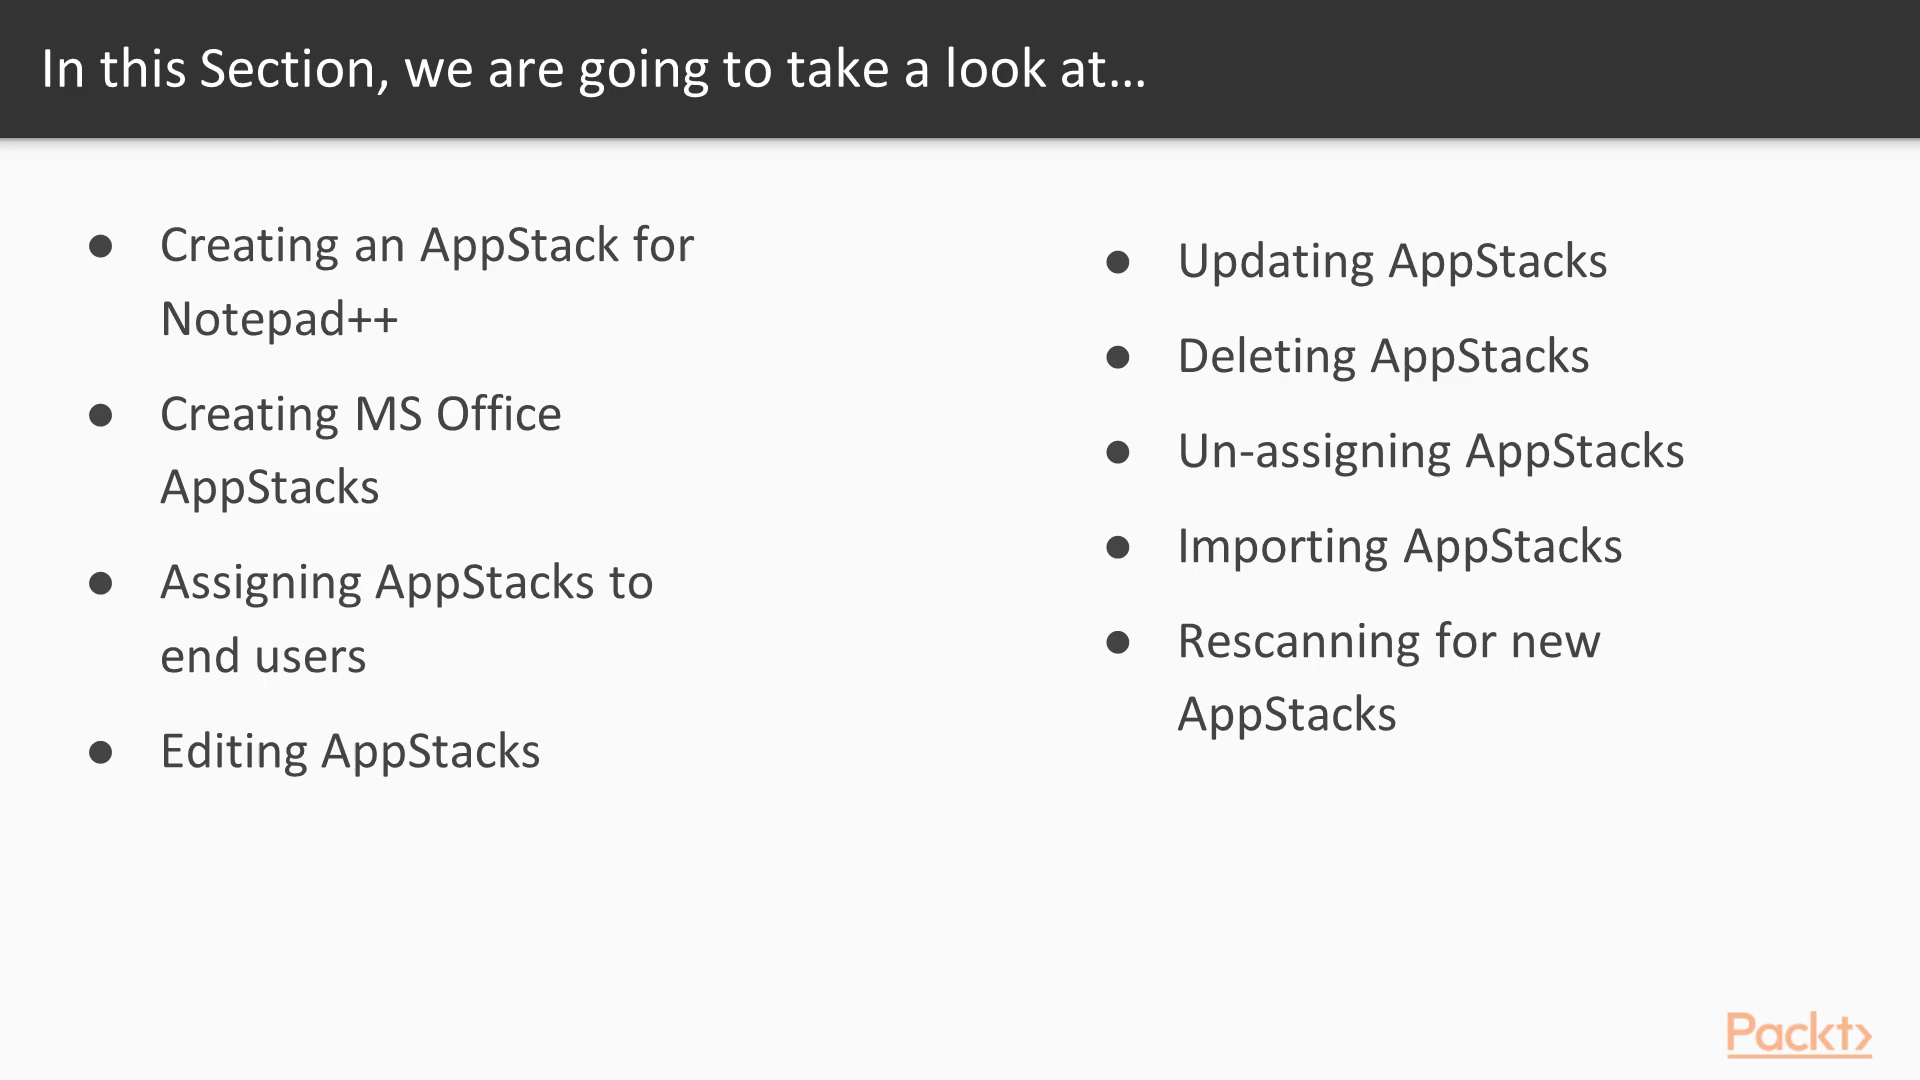 In this Section, we are going to take a look at…
● Creating an AppStack for
Notepad++
● Creating MS Office
AppStacks
● Assigning AppStacks to
end users
● Editing AppStacks
● Updating AppStacks
● Deleting AppStacks
● Un-assigning AppStacks
● Importing AppStacks
● Rescanning for new
AppStacks
Packt>